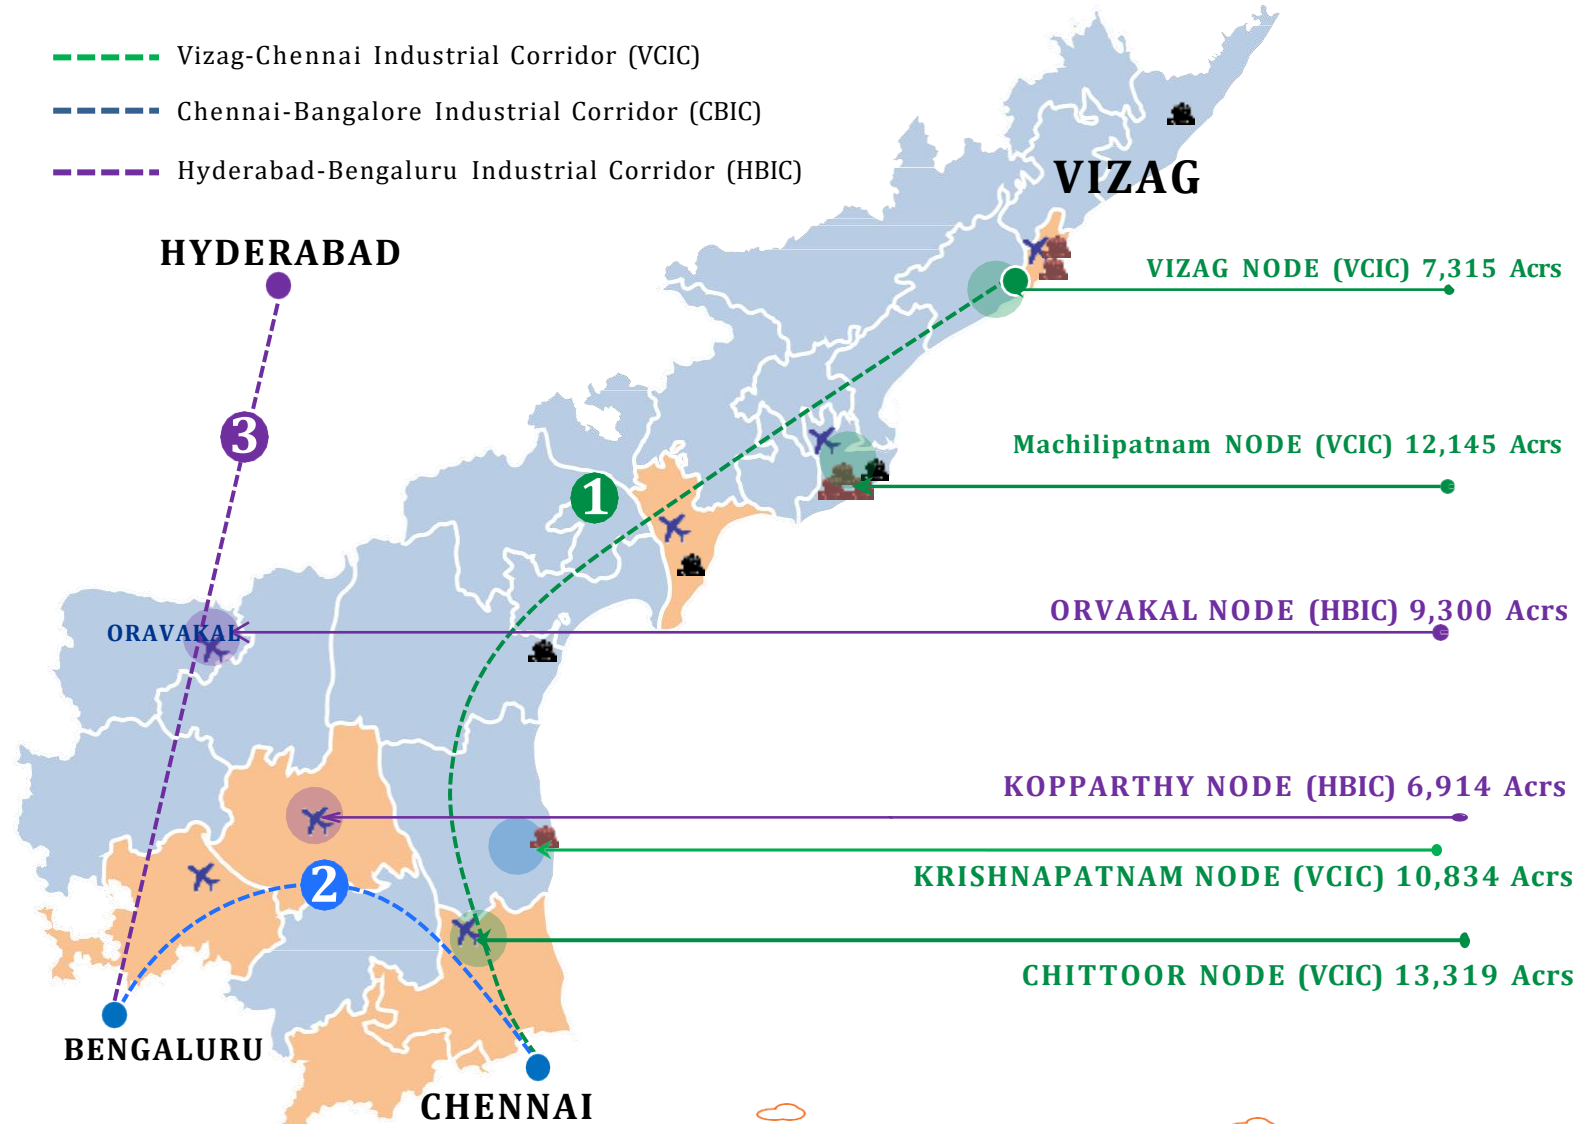 Vizag-Chennai Industrial Corridor (VCIC)
Chennai-Bangalore Industrial Corridor (CBIC)
Hyderabad-Bengaluru Industrial Corridor (HBIC)
VIZAG
HYDERABAD
VIZAG NODE (VCIC) 7,315 Acrs
3
Machilipatnam NODE (VCIC) 12,145 Acrs
1
ORVAKAL NODE (HBIC) 9,300 Acrs
ORAVAKAL
KOPPARTHY NODE (HBIC) 6,914 Acrs
2
KRISHNAPATNAM NODE (VCIC) 10,834 Acrs
CHITTOOR NODE (VCIC) 13,319 Acrs
BENGALURU
CHENNAI